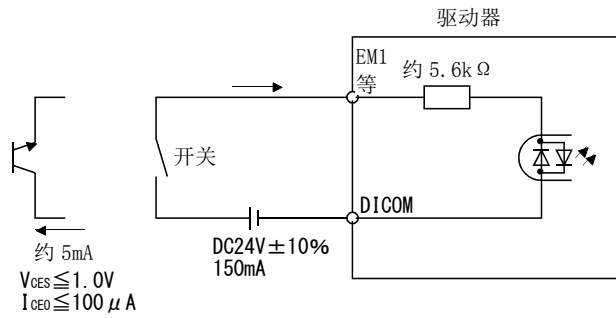 驱动器
EM1
等
约 5.6kΩ
开关
DICOM
DC24V±10%
150mA
约 5mA
VCES≦1.0V
ICEO≦100μA